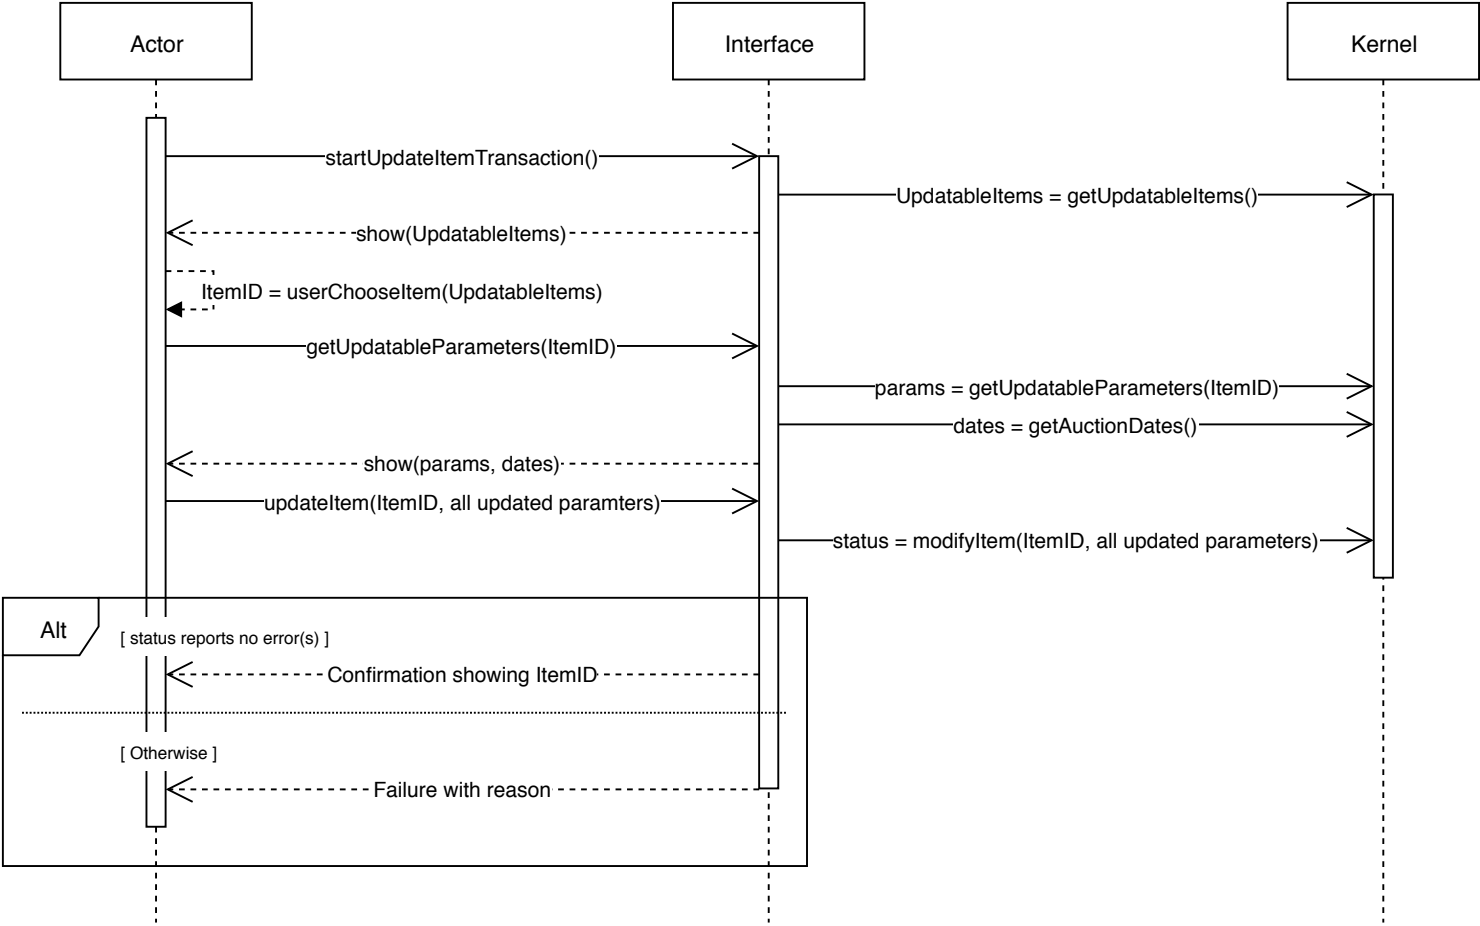 Actor
Interface
Kernel
startUpdateItemTransaction()
UpdatableItems = getUpdatableItems()
show(UpdatableItems)
ItemID = userChooseItem(UpdatableItems)
getUpdatableParameters(ItemID)
params = getUpdatableParameters(ItemID)
dates = getAuctionDates()
show(params, dates)
updateItem(ItemID, all updated paramters)
status = modifyItem(ItemID, all updated parameters)
Alt
[ status reports no error(s) ]
Confirmation showing ItemID
[ Otherwise ]
Failure with reason